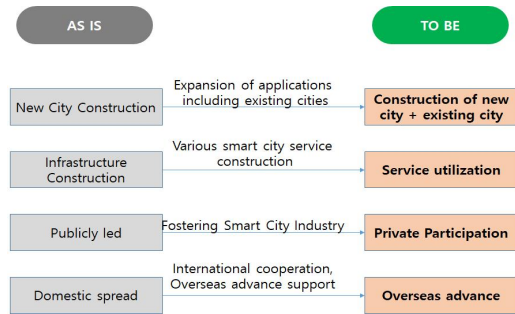 AS IS
TO BE
New City Construction
Expansion of applications
including existing cities
Construction of new
city + existing city
Infrastructure
Construction
Various smart city service
construction
Service utilization
Publicly led
Fostering Smart City Industry
Private Participation
Domestic spread
International cooperation,
Overseas advance support
Overseas advance